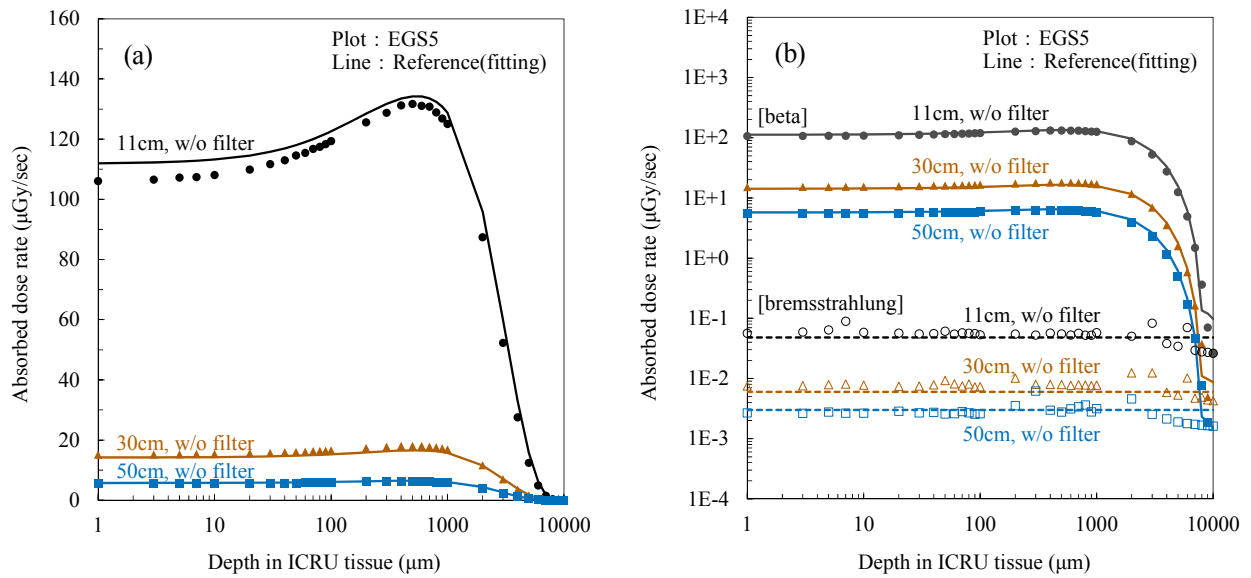 (a)
Plot : EGS5
Line : Reference(fitting)
160
140
120
100
80
60
40
20
0
Absorbed dose rate (μGy/sec)
11cm, w/o filter
30cm, w/o filter
50cm, w/o filter
1
10
100
1000
10000
Depth in ICRU tissue (μm)
(b)
Plot : EGS5
Line : Reference(fitting)
1E+4
1E+3
1E+2
1E+1
1E+0
1E-1
1E-2
1E-3
1E-4
Absorbed dose rate (μGy/sec)
[beta]
11cm, w/o filter
30cm, w/o filter
50cm, w/o filter
[bremsstrahlung]
11cm, w/o filter
30cm, w/o filter
50cm, w/o filter
1
10
100
1000
10000
Depth in ICRU tissue (μm)